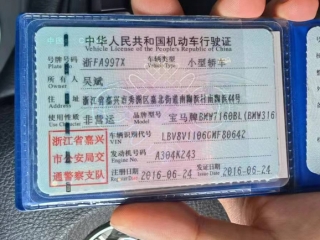 中华人民共和国机动车行驶证
Vehicle License of the People's Republic of China
号牌号码 Plate No. 浙FA997X 车辆类型 Vehicle Type 小型轿车
所有人 Owner 吴斌
住址 Address 浙江省嘉兴市秀洲区嘉北街道
使用性质 Use Character 非营运 品牌型号 Model 宝马牌BMW7160BL(BMW316
浙江省嘉兴
市公安局交
通警察支队
车辆识别代号 VIN LBV8V1106GMF80642
发动机号码 Engine No. A304K243
注册日期 Register Date 2016-06-24 发证日期 Issue Date 2016-06-24